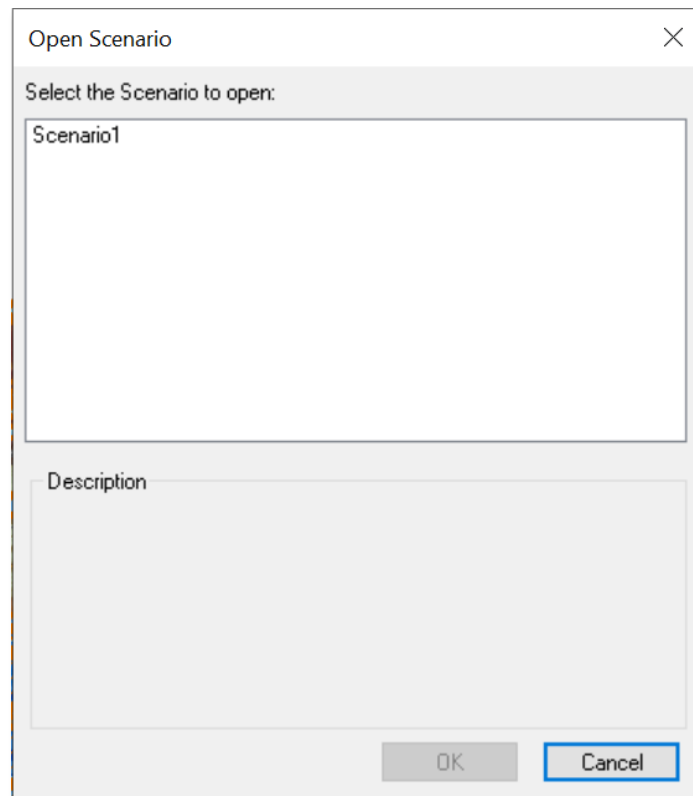 Open Scenario
Select the Scenario to open:
Scenario1
Description
OK
Cancel